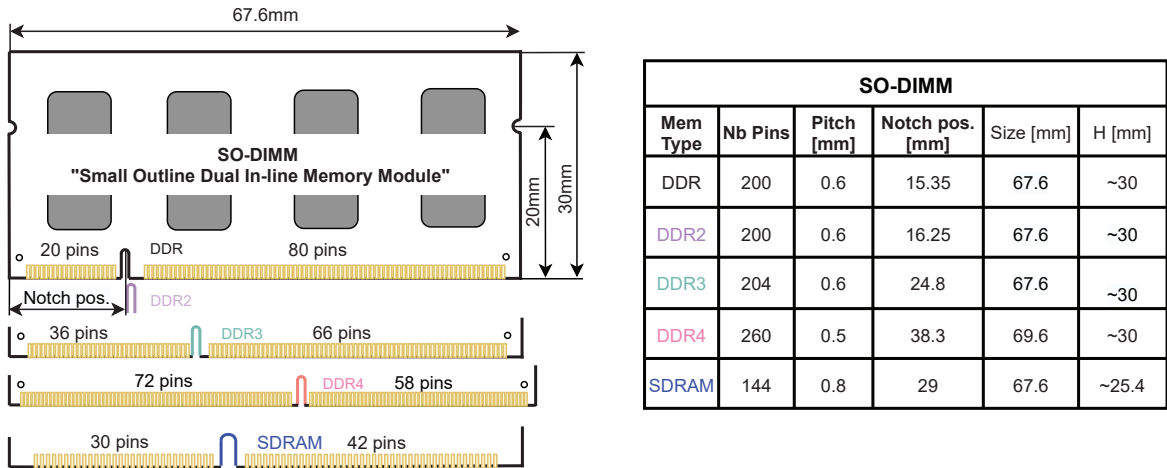 67.6mm
SO-DIMM
"Small Outline Dual In-line Memory Module"
20mm
30mm
20 pins
DDR
80 pins
Notch pos.
DDR2
36 pins
DDR3
66 pins
72 pins
DDR4
58 pins
30 pins
SDRAM
42 pins
SO-DIMM
Mem Type Nb Pins Pitch [mm] Notch pos. [mm] Size [mm] H [mm]
DDR 200 0.6 15.35 67.6 ~30
DDR2 200 0.6 16.25 67.6 ~30
DDR3 204 0.6 24.8 67.6 ~30
DDR4 260 0.5 38.3 69.6 ~30
SDRAM 144 0.8 29 67.6 ~25.4